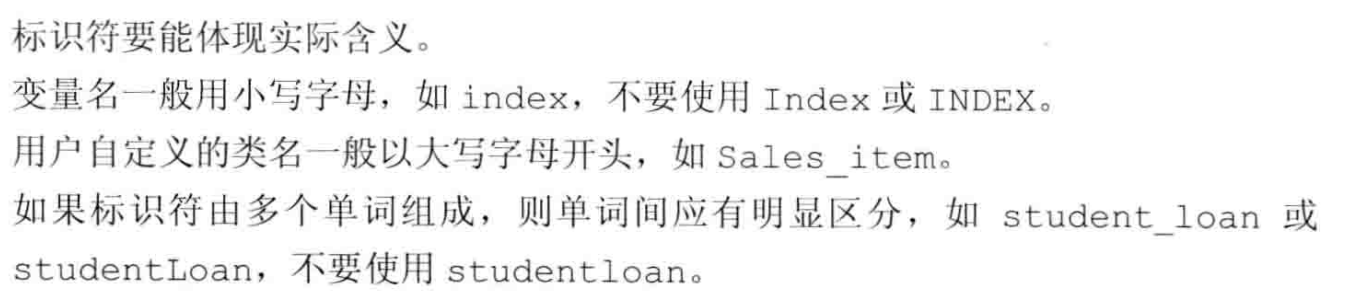 标识符要能体现实际含义。
变量名一般用小写字母，如 index，不要使用 Index 或 INDEX。
用户自定义的类名一般以大写字母开头，如 Sales_item。
如果标识符由多个单词组成，则单词间应有明显区分，如 student_loan 或
studentLoan，不要使用 studentloan。